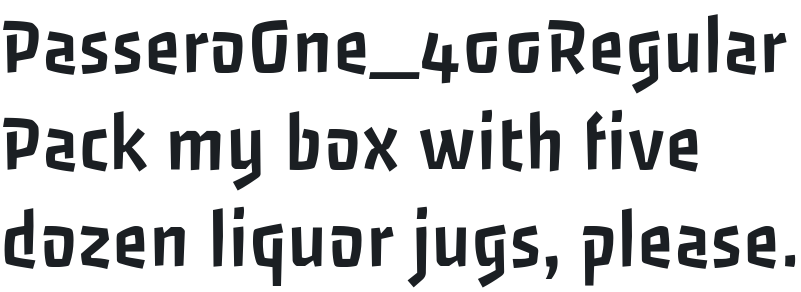 PasseroOne_400Regular
Pack my box with five
dozen liquor jugs, please.